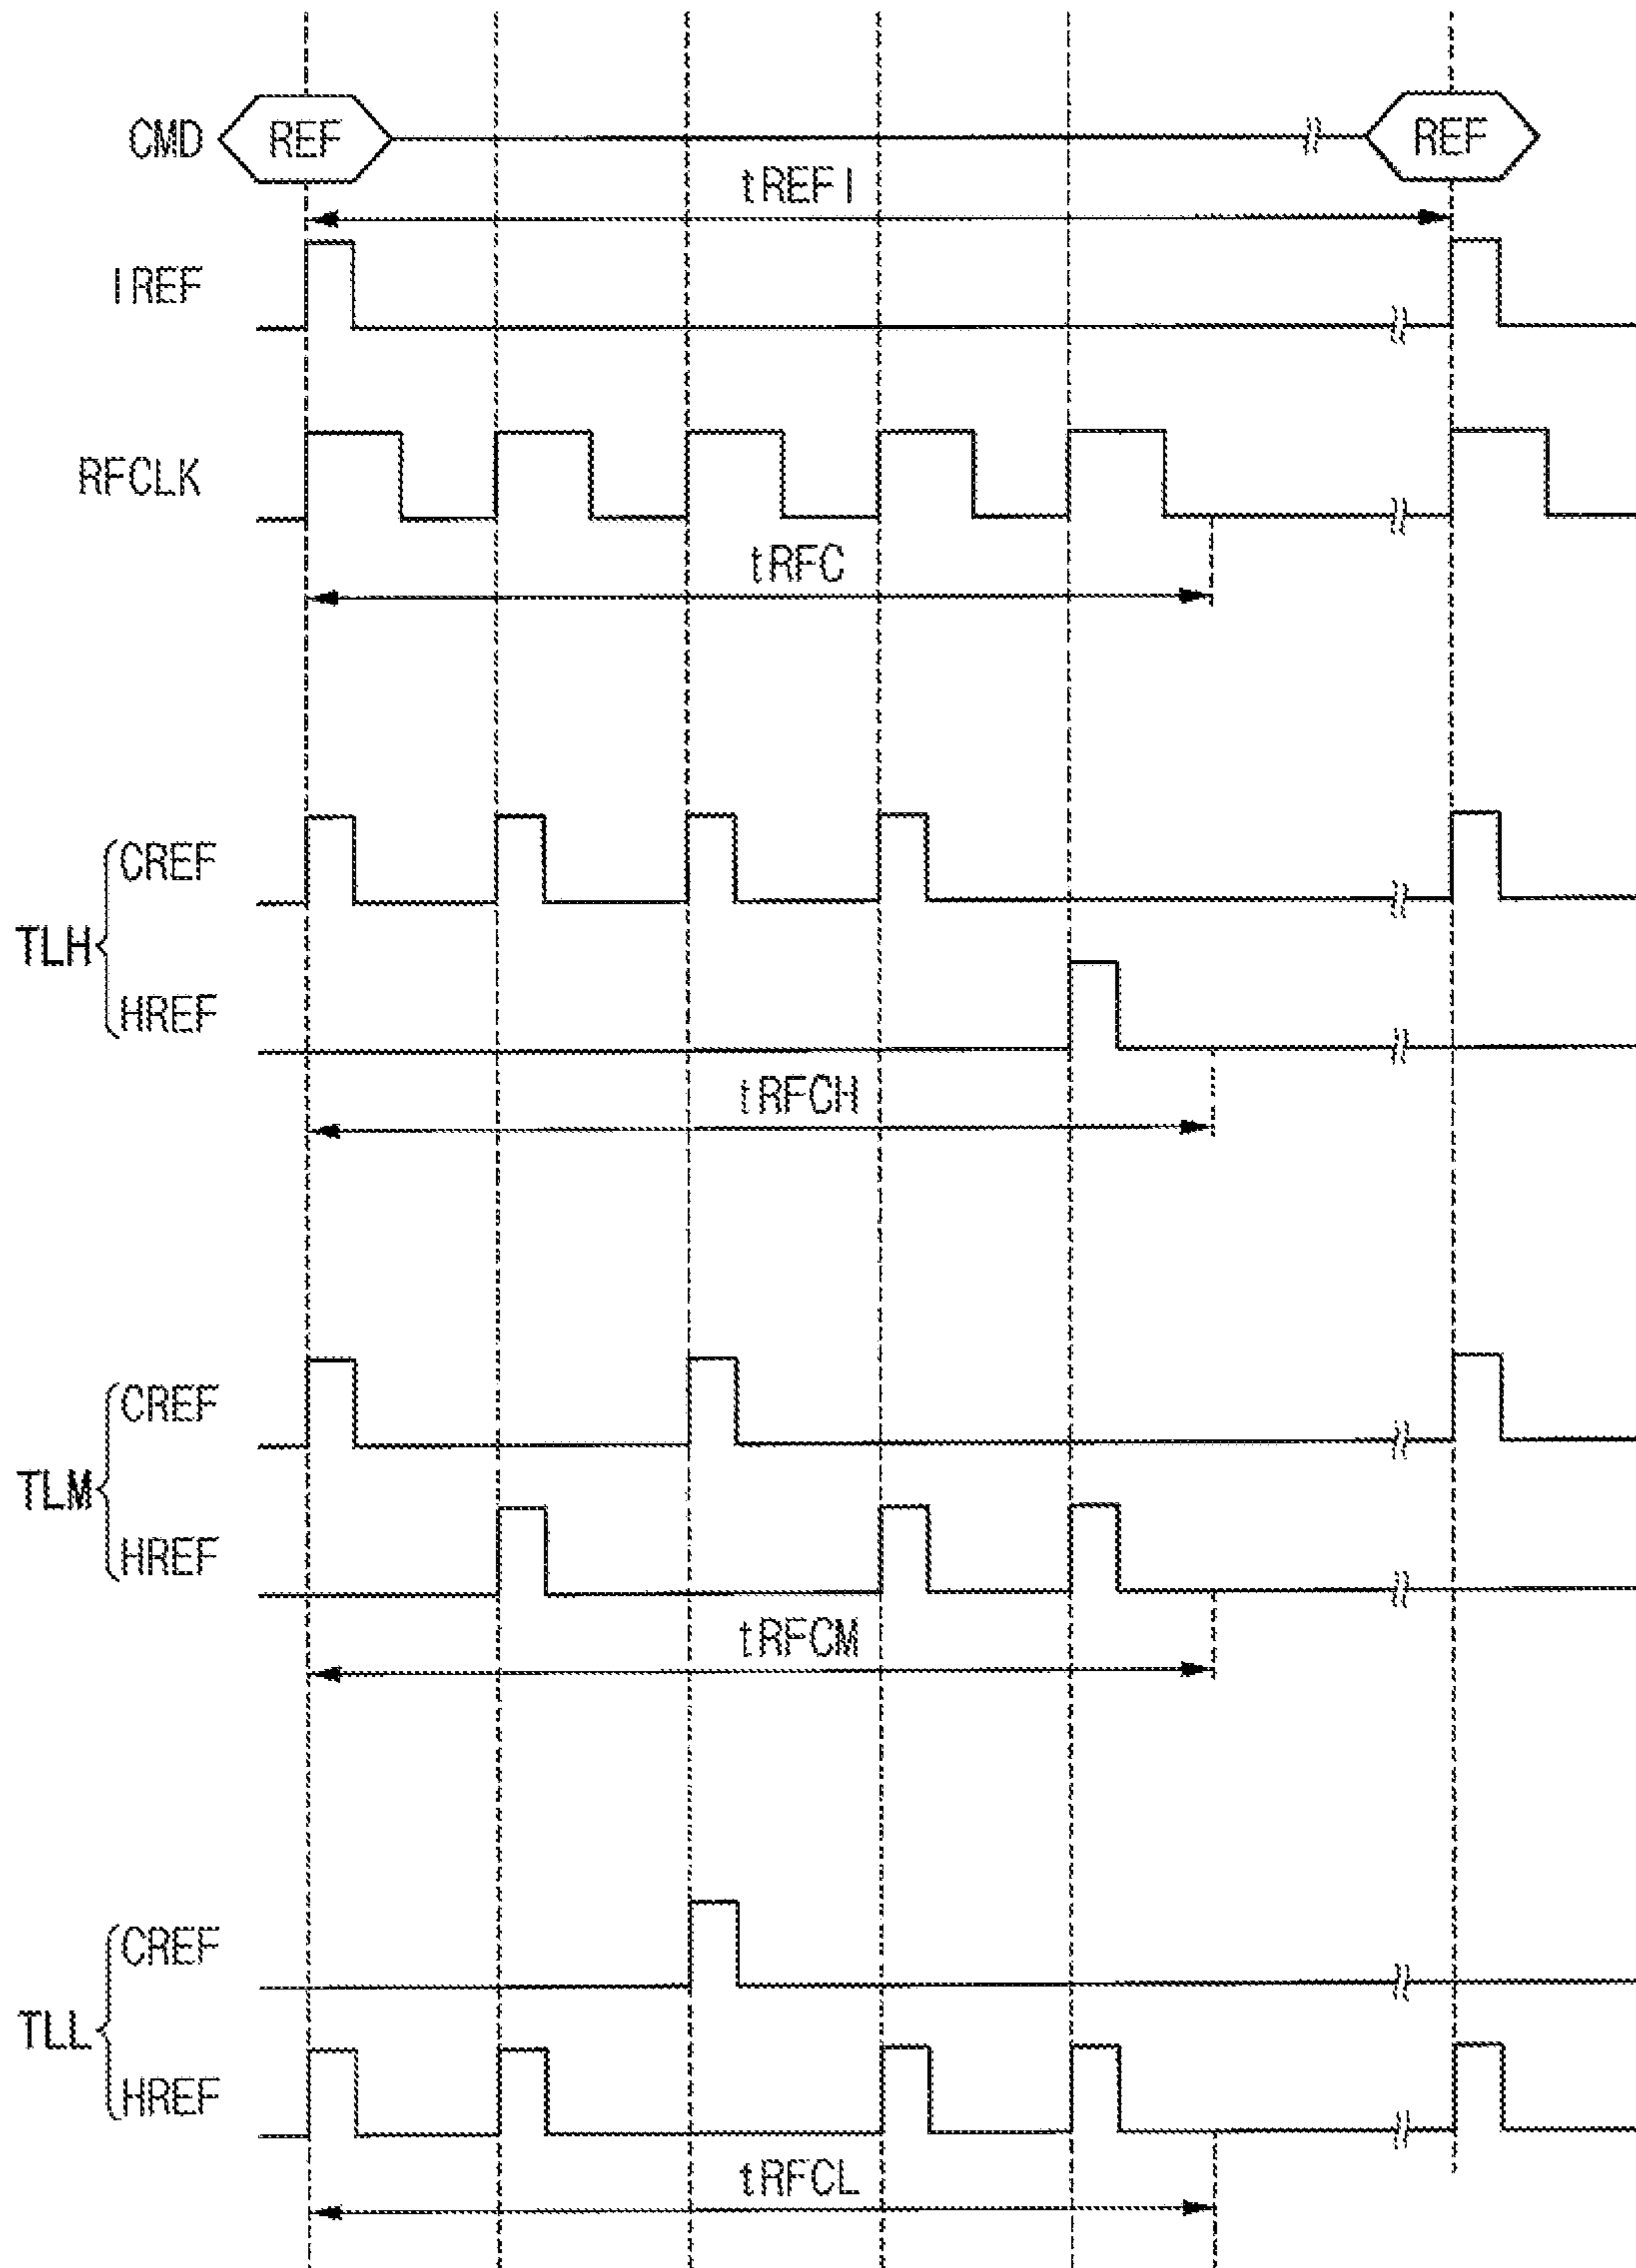 CMD REF REF
tREFI
IREF
RFCLK
tRFC
CREF
TLH
HREF
tRFCH
CREF
TLM
HREF
tRFCM
CREF
TLL
HREF
tRFCL